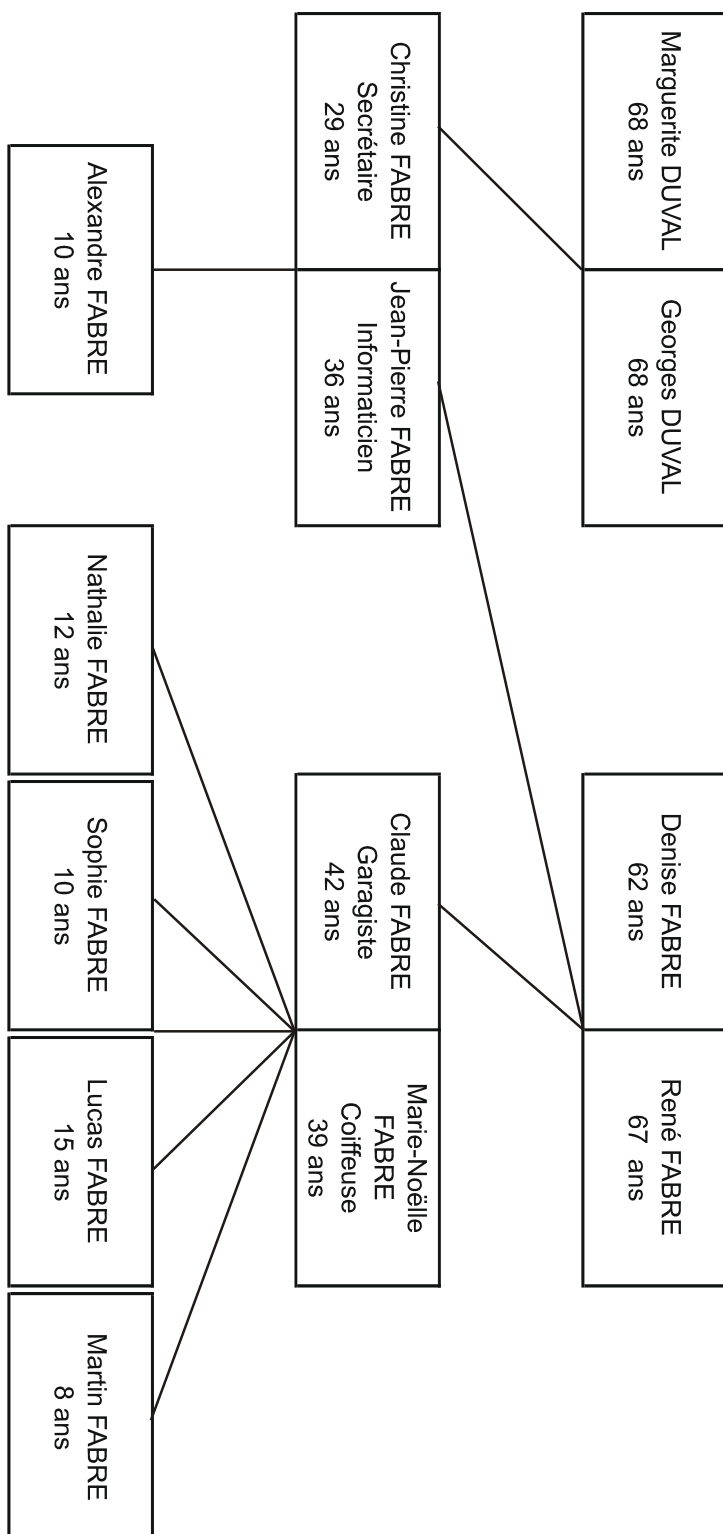 Marguerite DUVAL
68 ans
Georges DUVAL
68 ans
Denise FABRE
62 ans
René FABRE
67  ans
Christine FABRE
Secrétaire
29 ans
Jean-Pierre FABRE
Informaticien
36 ans
Claude FABRE
Garagiste
42 ans
Marie-Noëlle
FABRE
Coiffeuse
39 ans
Alexandre FABRE
10 ans
Nathalie FABRE
12 ans
Sophie FABRE
10 ans
Lucas FABRE
15 ans
Martin FABRE
8 ans